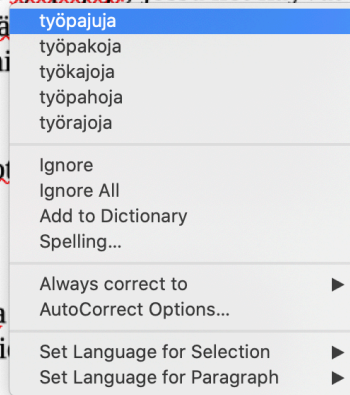 työpajuja
työpakoja
työkajoja
työpahoja
työrajoja
Ignore
Ignore All
Add to Dictionary
Spelling...
Always correct to
AutoCorrect Options...
Set Language for Selection
Set Language for Paragraph